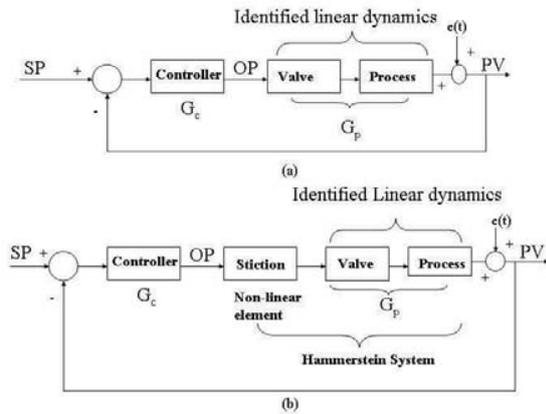 Identified linear dynamics
e(t)
SP + Controller OP Valve Process + + PV
-
G_c
G_p
(a)
Identified Linear dynamics
e(t)
SP + Controller OP Stiction Valve Process + + PV
-
G_c
Non-linear
element
G_p
Hammerstein System
(b)